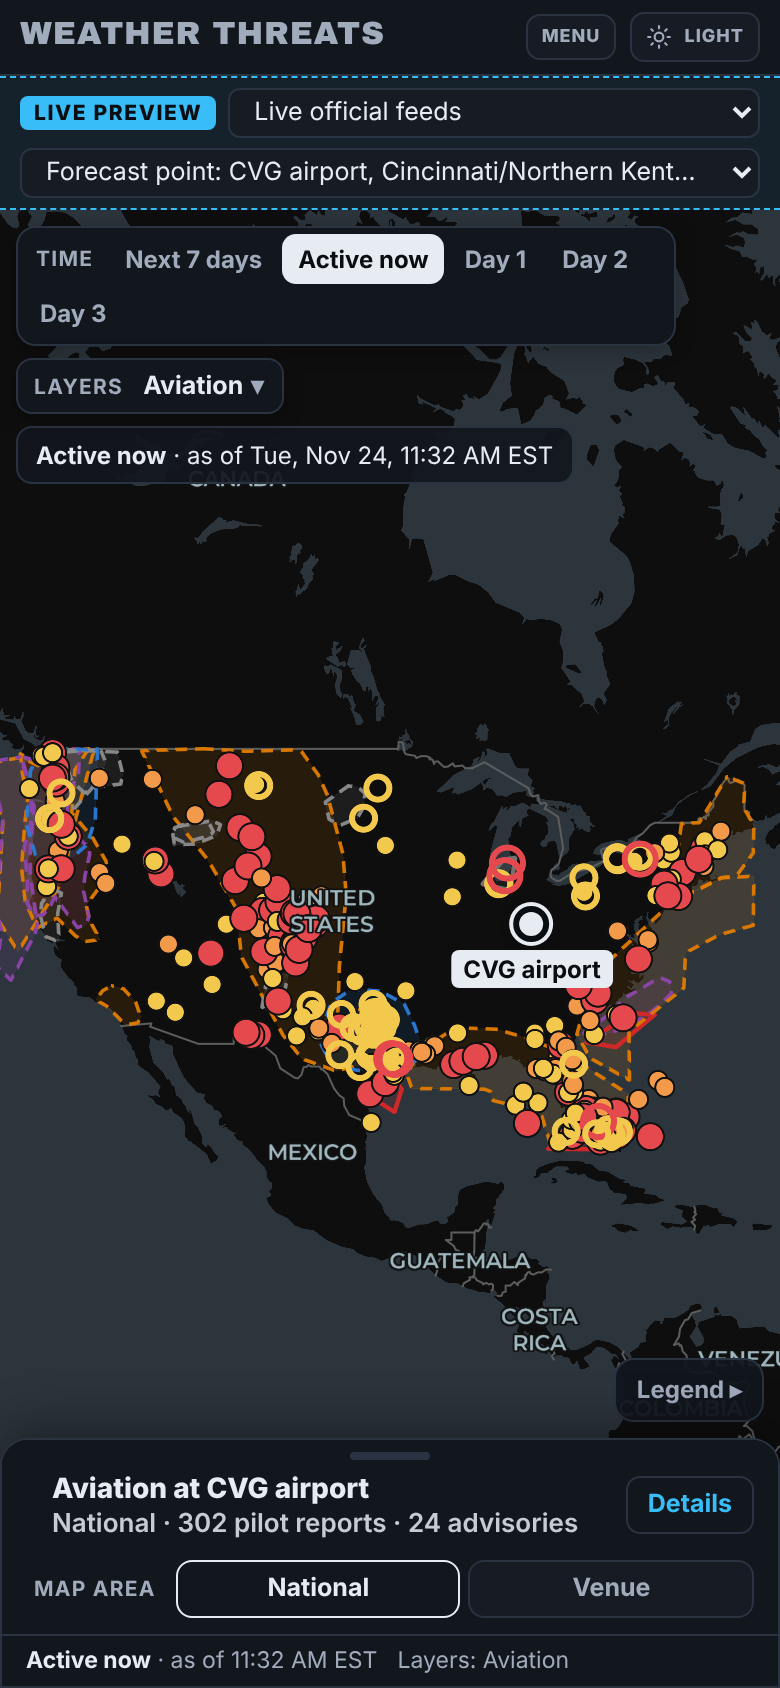 WEATHER THREATS
MENU
LIGHT
LIVE PREVIEW
Live official feeds
Forecast point: CVG airport, Cincinnati/Northern Kent...
TIME
Next 7 days
Active now
Day 1
Day 2
Day 3
LAYERS
Aviation ▾
Active now · as of Tue, Nov 24, 11:32 AM EST
CANADA
UNITED
STATES
CVG airport
MEXICO
GUATEMALA
COSTA
RICA
VENEZU
Legend ▸
COLOMBIA
Aviation at CVG airport
National · 302 pilot reports · 24 advisories
Details
MAP AREA
National
Venue
Active now · as of 11:32 AM EST
Layers: Aviation